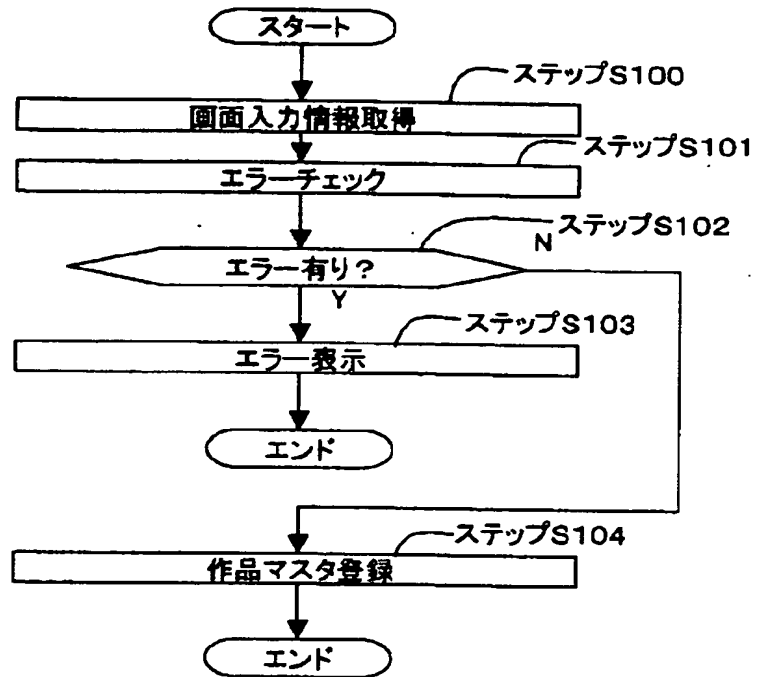 スタート
ステップS100
画面入力情報取得
ステップS101
エラーチェック
ステップS102
N
エラー有り?
Y
ステップS103
エラー表示
エンド
ステップS104
作品マスタ登録
エンド